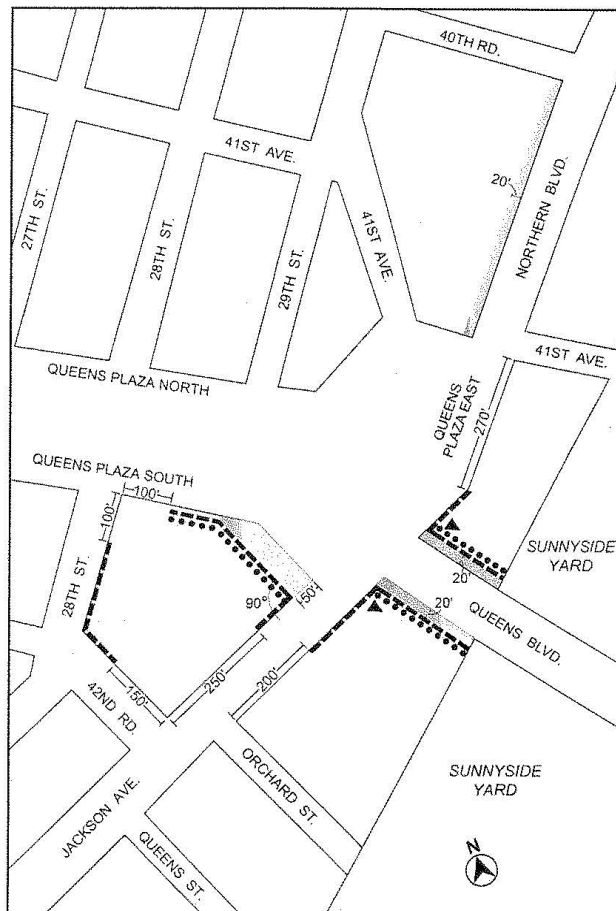 40TH RD.
41ST AVE.
20'
27TH ST.
28TH ST.
29TH ST.
41ST AVE.
NORTHERN BLVD.
41ST AVE.
QUEENS PLAZA NORTH
QUEENS
PLAZA EAST
270'
QUEENS PLAZA SOUTH
100'
100'
28TH ST.
SUNNYSIDE
YARD
20'
QUEENS BLVD.
20'
50'
90°
200'
250'
150'
42ND RD.
ORCHARD ST.
JACKSON AVE.
QUEENS ST.
SUNNYSIDE
YARD
N